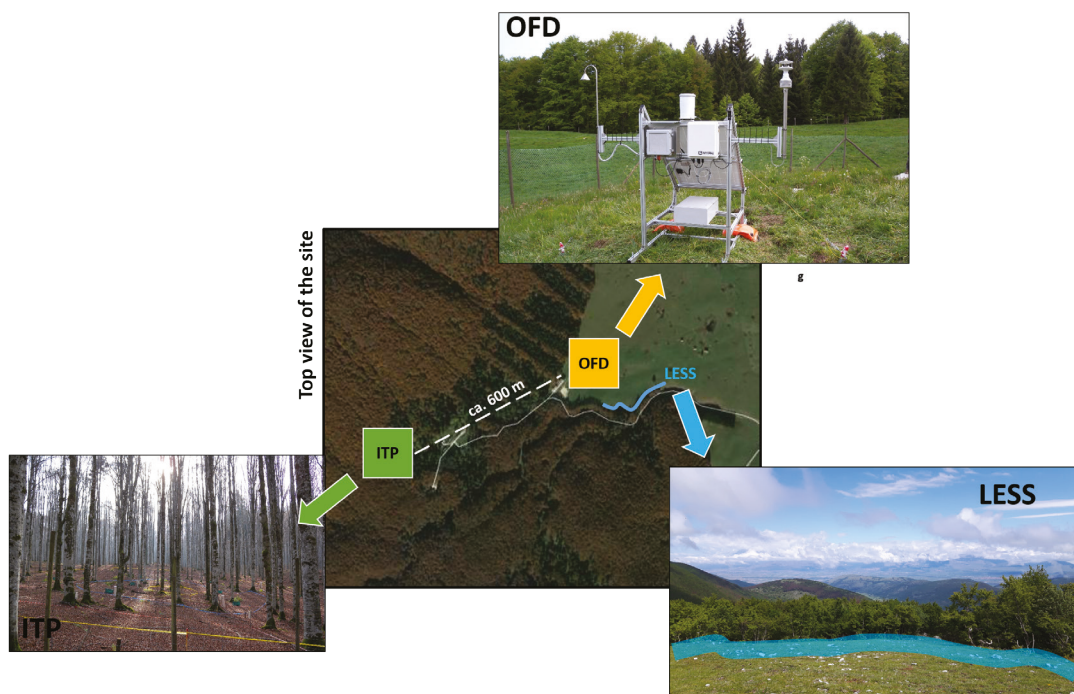 OFD
Top view of the site
g
OFD
LESS
ca. 600 m
ITP
LESS
ITP